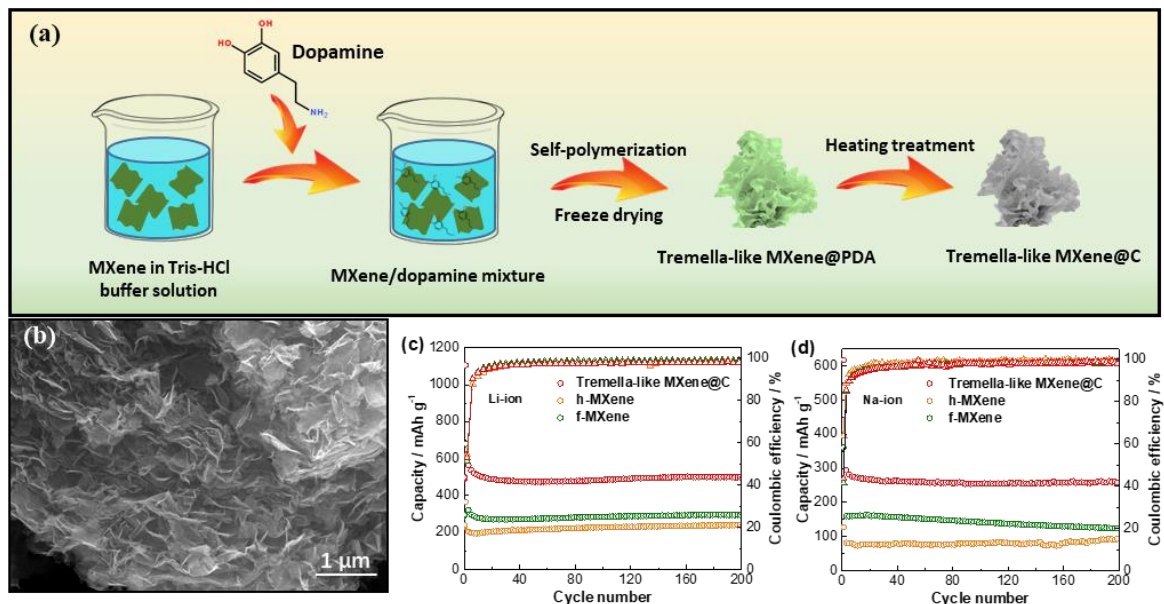 (a)
HO
OH
Dopamine
NH₂
Self-polymerization
Freeze drying
Heating treatment
MXene in Tris-HCl
buffer solution
MXene/dopamine mixture
Tremella-like MXene@PDA
Tremella-like MXene@C
(b)
1 µm
(c)
Capacity / mAh g⁻¹
1200
1000
800
600
400
200
0
Li-ion
Tremella-like MXene@C
h-MXene
f-MXene
100
80
60
40
20
0
Coulombic efficiency / %
0 40 80 120 160 200
Cycle number
(d)
Capacity / mAh g⁻¹
600
500
400
300
200
100
0
Na-ion
Tremella-like MXene@C
h-MXene
f-MXene
100
80
60
40
20
0
Coulombic efficiency / %
0 40 80 120 160 200
Cycle number